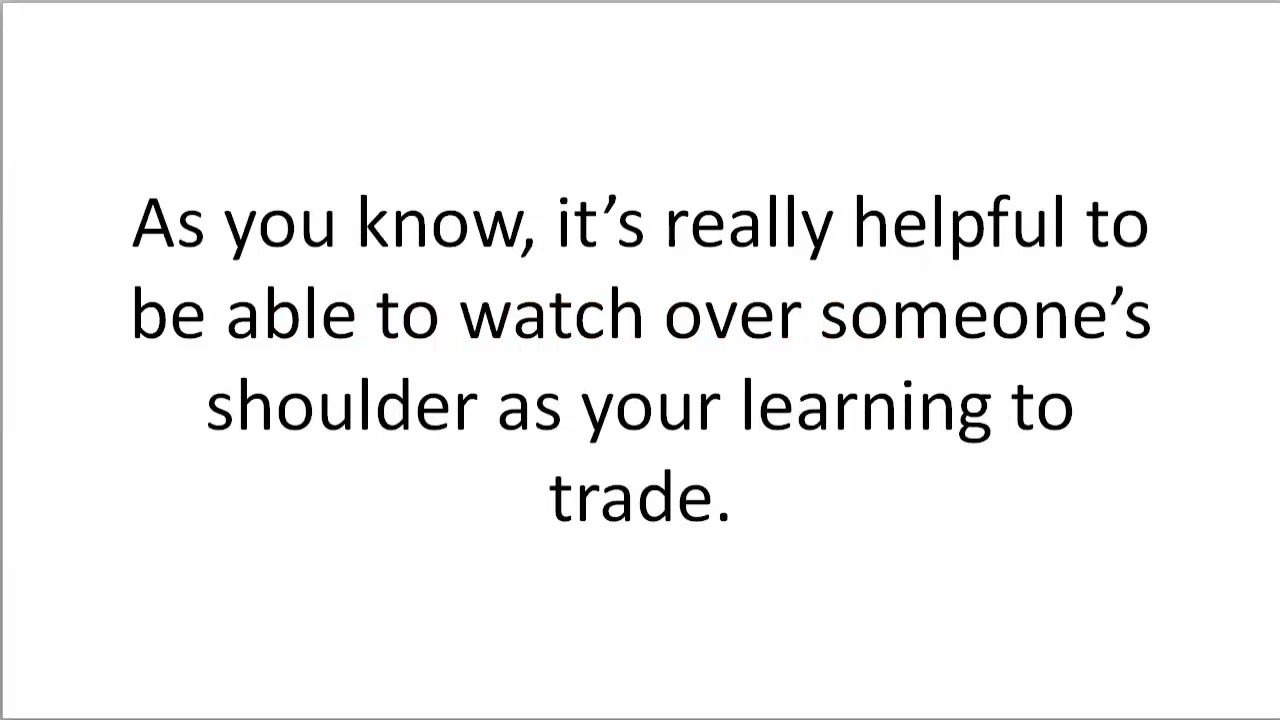 As you know, it’s really helpful to
be able to watch over someone’s
shoulder as your learning to
trade.